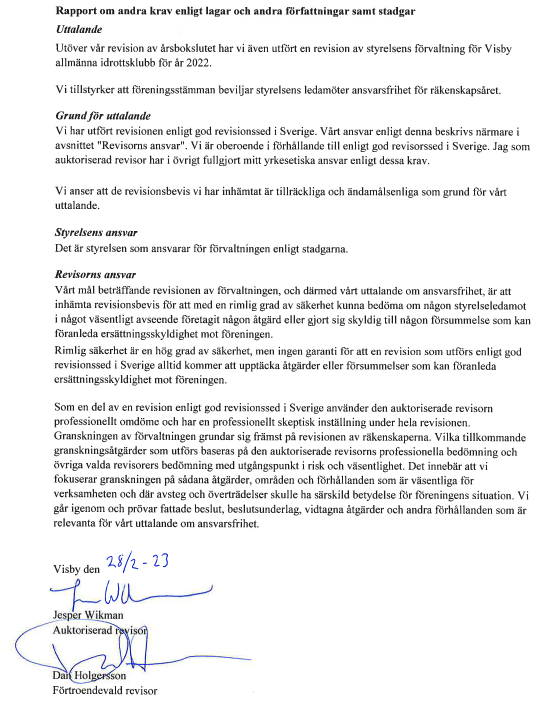 Rapport om andra krav enligt lagar och andra författningar samt stadgar
Uttalande
Utöver vår revision av årsbokslutet har vi även utfört en revision av styrelsens förvaltning för Visby
allmänna idrottsklubb för år 2022.
Vi tillstyrker att föreningsstämman beviljar styrelsens ledamöter ansvarsfrihet för räkenskapsåret.
Grund för uttalande
Vi har utfört revisionen enligt god revisionssed i Sverige. Vårt ansvar enligt denna beskrivs närmare i
avsnittet "Revisorns ansvar". Vi är oberoende i förhållande till enligt god revisorssed i Sverige. Jag som
auktoriserad revisor har i övrigt fullgjort mitt yrkesetiska ansvar enligt dessa krav.
Vi anser att de revisionsbevis vi har inhämtat är tillräckliga och ändamålsenliga som grund för vårt
uttalande.
Styrelsens ansvar
Det är styrelsen som ansvarar för förvaltningen enligt stadgarna.
Revisorns ansvar
Vårt mål beträffande revisionen av förvaltningen, och därmed vårt uttalande om ansvarsfrihet, är att
inhämta revisionsbevis för att med en rimlig grad av säkerhet kunna bedöma om någon styrelseledamot
i något väsentligt avseende företagit någon åtgärd eller gjort sig skyldig till någon försummelse som kan
föranleda ersättningsskyldighet mot föreningen.
Rimlig säkerhet är en hög grad av säkerhet, men ingen garanti för att en revision som utförs enligt god
revisionssed i Sverige alltid kommer att upptäcka åtgärder eller försummelser som kan föranleda
ersättningsskyldighet mot föreningen.
Som en del av en revision enligt god revisionssed i Sverige använder den auktoriserade revisorn
professionellt omdöme och har en professionellt skeptisk inställning under hela revisionen.
Granskningen av förvaltningen grundar sig främst på revisionen av räkenskaperna. Vilka tillkommande
granskningsåtgärder som utförs baseras på den auktoriserade revisorns professionella bedömning och
övriga valda revisorers bedömning med utgångspunkt i risk och väsentlighet. Det innebär att vi
fokuserar granskningen på sådana åtgärder, områden och förhållanden som är väsentliga för
verksamheten och där avsteg och överträdelser skulle ha särskild betydelse för föreningens situation. Vi
går igenom och prövar fattade beslut, beslutsunderlag, vidtagna åtgärder och andra förhållanden som är
relevanta för vårt uttalande om ansvarsfrihet.
Visby den 28/2-23
Jesper Wikman
Auktoriserad revisor
Dan Holgersson
Förtroendevald revisor